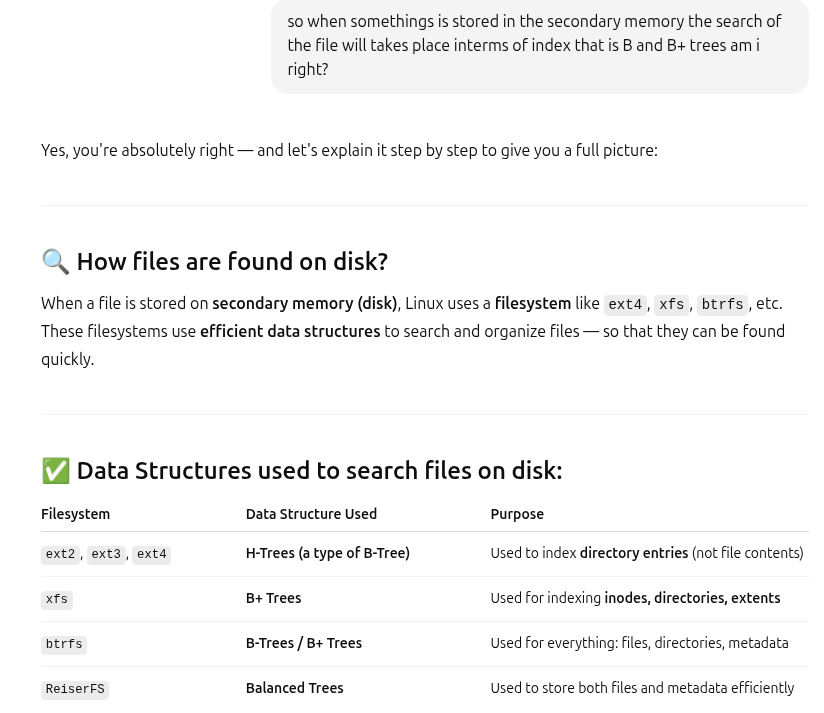 so when somethings is stored in the secondary memory the search of
the file will takes place interms of index that is B and B+ trees am i
right?
Yes, you're absolutely right — and let's explain it step by step to give you a full picture:
🔍 How files are found on disk?
When a file is stored on secondary memory (disk), Linux uses a filesystem like ext4, xfs, btrfs, etc.
These filesystems use efficient data structures to search and organize files — so that they can be found
quickly.
✅ Data Structures used to search files on disk:
Filesystem Data Structure Used Purpose
ext2, ext3, ext4 H-Trees (a type of B-Tree) Used to index directory entries (not file contents)
xfs B+ Trees Used for indexing inodes, directories, extents
btrfs B-Trees / B+ Trees Used for everything: files, directories, metadata
ReiserFS Balanced Trees Used to store both files and metadata efficiently